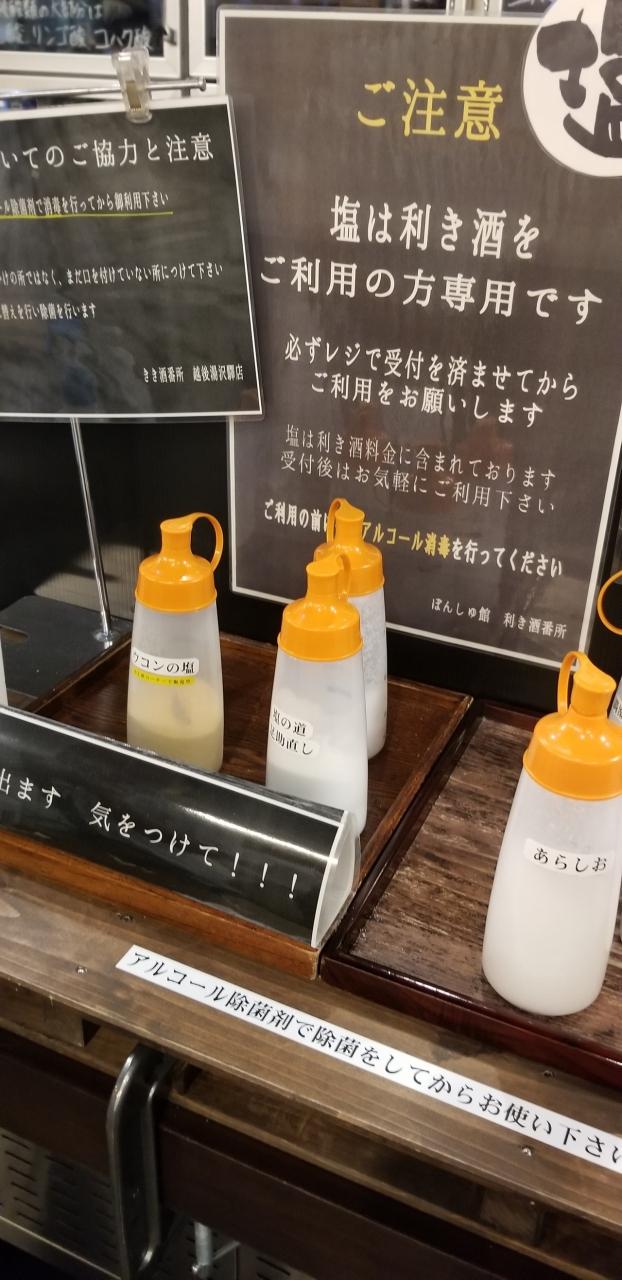 リンゴ酸 コハク酸
いてのご協力と注意
ール除菌剤で消毒を行ってから御利用下さい
けの所ではなく、まだ口を付けていない所につけて下さい
替えを行い除菌を行います
きき酒番所 越後湯沢驛店
塩
ご注意
塩は利き酒を
ご利用の方専用です
必ずレジで受付を済ませてから
ご利用をお願いします
塩は利き酒料金に含まれております
受付後はお気軽にご利用下さい
ご利用の前に アルコール消毒を行ってください
ぽんしゅ館 利き酒番所
ウコンの塩
塩の道
あらしお
出ます 気をつけて!!!
アルコール除菌剤で除菌をしてからお使い下さい